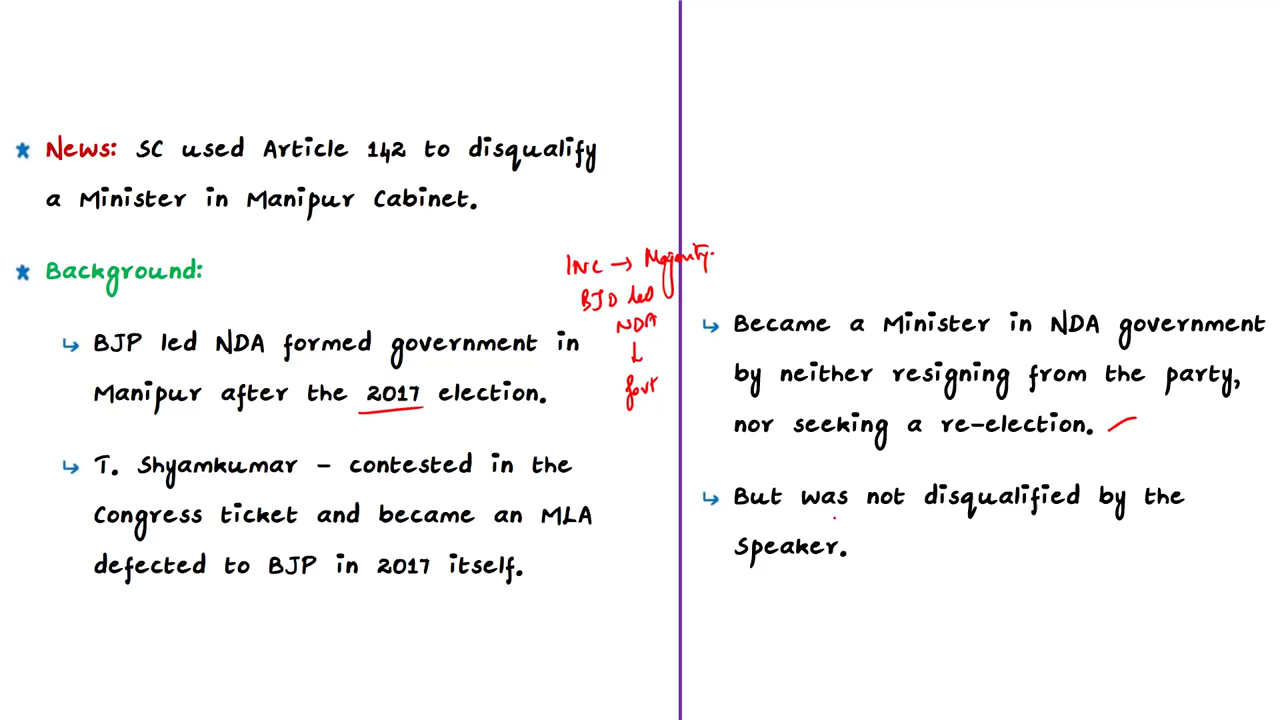 * News: SC used Article 142 to disqualify
a Minister in Manipur Cabinet.
* Background:
↳ BJP led NDA formed government in
Manipur after the 2017 election.
↳ T. Shyamkumar – contested in the
Congress ticket and became an MLA
defected to BJP in 2017 itself.
INC → Majority.
BJD led
NDA
↓
Govt
↳ Became a Minister in NDA government
by neither resigning from the party,
nor seeking a re-election.
↳ But was not disqualified by the
Speaker.